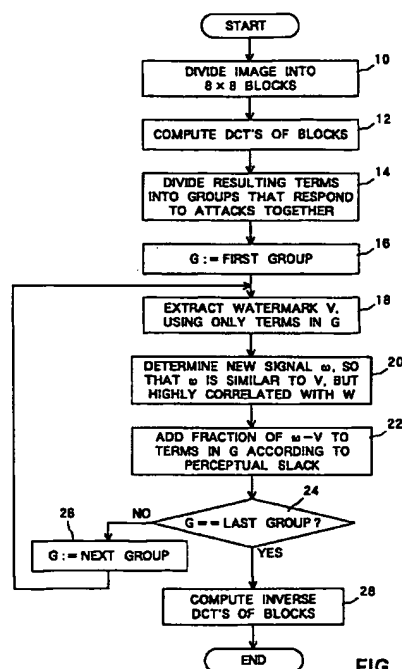 START
10
DIVIDE IMAGE INTO
8 × 8 BLOCKS
12
COMPUTE DCT'S OF BLOCKS
14
DIVIDE RESULTING TERMS
INTO GROUPS THAT RESPOND
TO ATTACKS TOGETHER
16
G := FIRST GROUP
18
EXTRACT WATERMARK V,
USING ONLY TERMS IN G
20
DETERMINE NEW SIGNAL ω, SO
THAT ω IS SIMILAR TO V, BUT
HIGHLY CORRELATED WITH W
22
ADD FRACTION OF ω−V TO
TERMS IN G ACCORDING TO
PERCEPTUAL SLACK
24
G == LAST GROUP?
NO
26
G := NEXT GROUP
YES
28
COMPUTE INVERSE
DCT'S OF BLOCKS
END
FIG